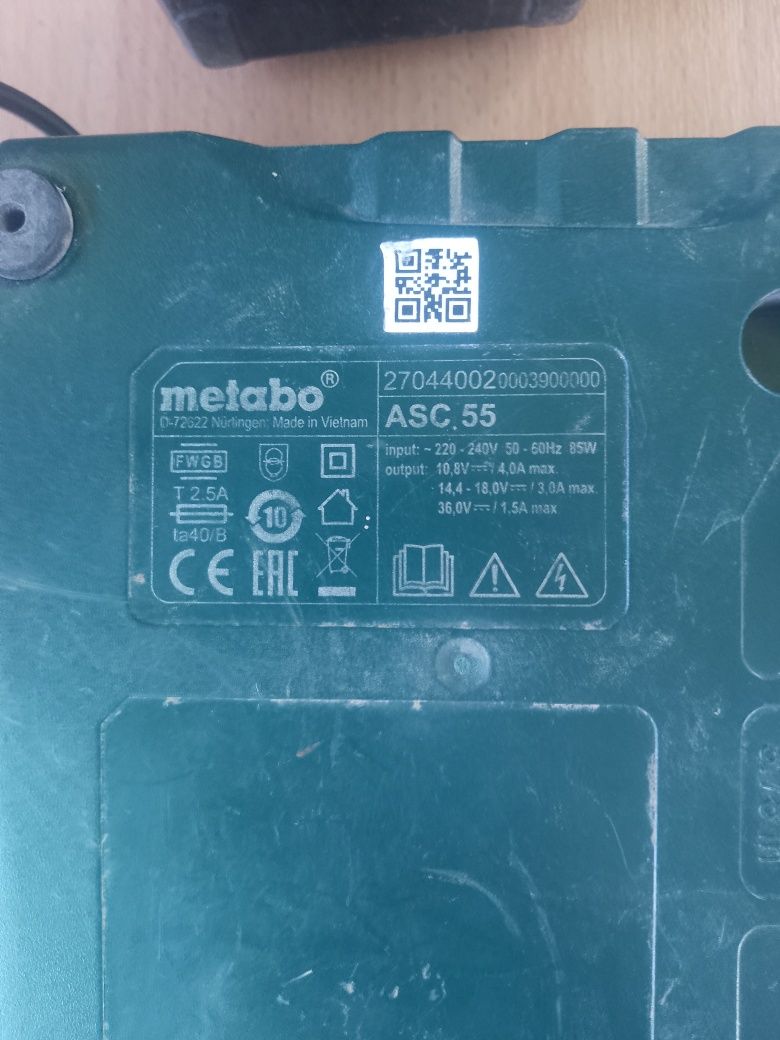 metabo®
D-72622 Nürtingen: Made in Vietnam
270440020003900000
ASC 55
input: ~ 220 - 240V 50 - 60Hz 85W
output: 10,8V / 4,0A max.
14,4 - 18,0V / 3,0A max.
36,0V / 1.5A max
FWGB
T 2.5A
ta40/B
10
CE EAC